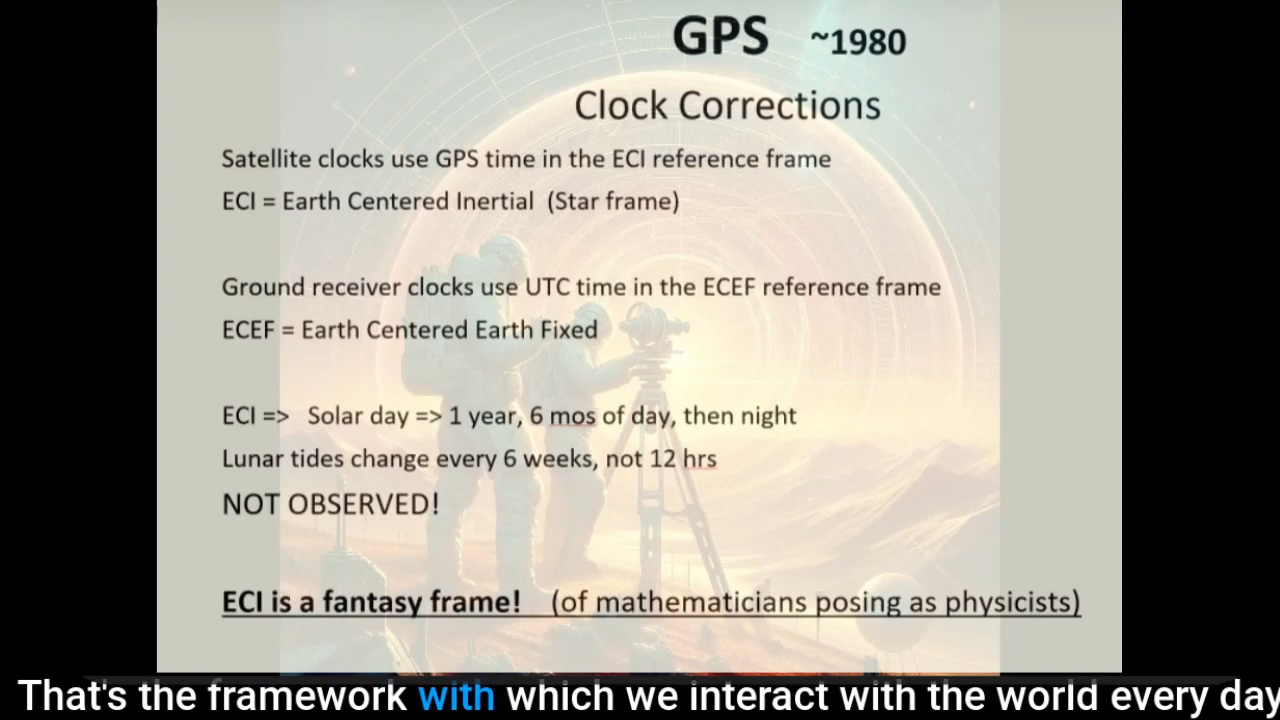 GPS ~1980
Clock Corrections
Satellite clocks use GPS time in the ECI reference frame
ECI = Earth Centered Inertial (Star frame)
Ground receiver clocks use UTC time in the ECEF reference frame
ECEF = Earth Centered Earth Fixed
ECI => Solar day => 1 year, 6 mos of day, then night
Lunar tides change every 6 weeks, not 12 hrs
NOT OBSERVED!
ECI is a fantasy frame! (of mathematicians posing as physicists)
That's the framework with which we interact with the world every day